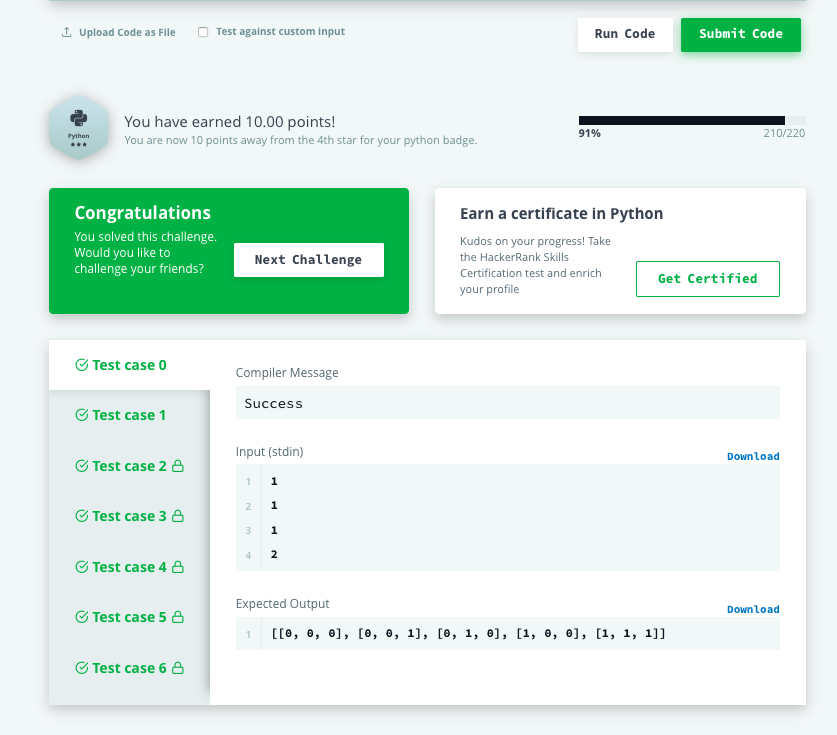 Upload Code as File
Test against custom input
Run Code
Submit Code
Python
★★★
You have earned 10.00 points!
You are now 10 points away from the 4th star for your python badge.
91%
210/220
Congratulations
You solved this challenge.
Would you like to
challenge your friends?
Next Challenge
Earn a certificate in Python
Kudos on your progress! Take
the HackerRank Skills
Certification test and enrich
your profile
Get Certified
Test case 0
Test case 1
Test case 2
Test case 3
Test case 4
Test case 5
Test case 6
Compiler Message
Success
Input (stdin)
Download
1 1
2 1
3 1
4 2
Expected Output
Download
1 [[0, 0, 0], [0, 0, 1], [0, 1, 0], [1, 0, 0], [1, 1, 1]]